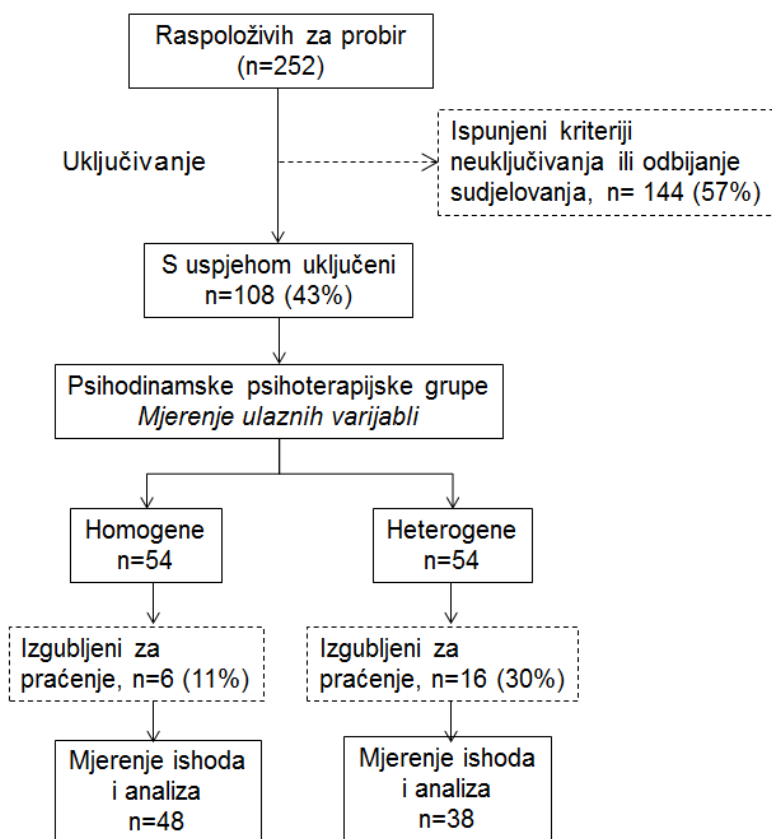 Raspoloživih za probir
(n=252)
Uključivanje
Ispunjeni kriteriji
neuključivanja ili odbijanje
sudjelovanja, n= 144 (57%)
S uspjehom uključeni
n=108 (43%)
Psihodinamske psihoterapijske grupe
Mjerenje ulaznih varijabli
Homogene
n=54
Heterogene
n=54
Izgubljeni za
praćenje, n=6 (11%)
Izgubljeni za
praćenje, n=16 (30%)
Mjerenje ishoda
i analiza
n=48
Mjerenje ishoda
i analiza
n=38